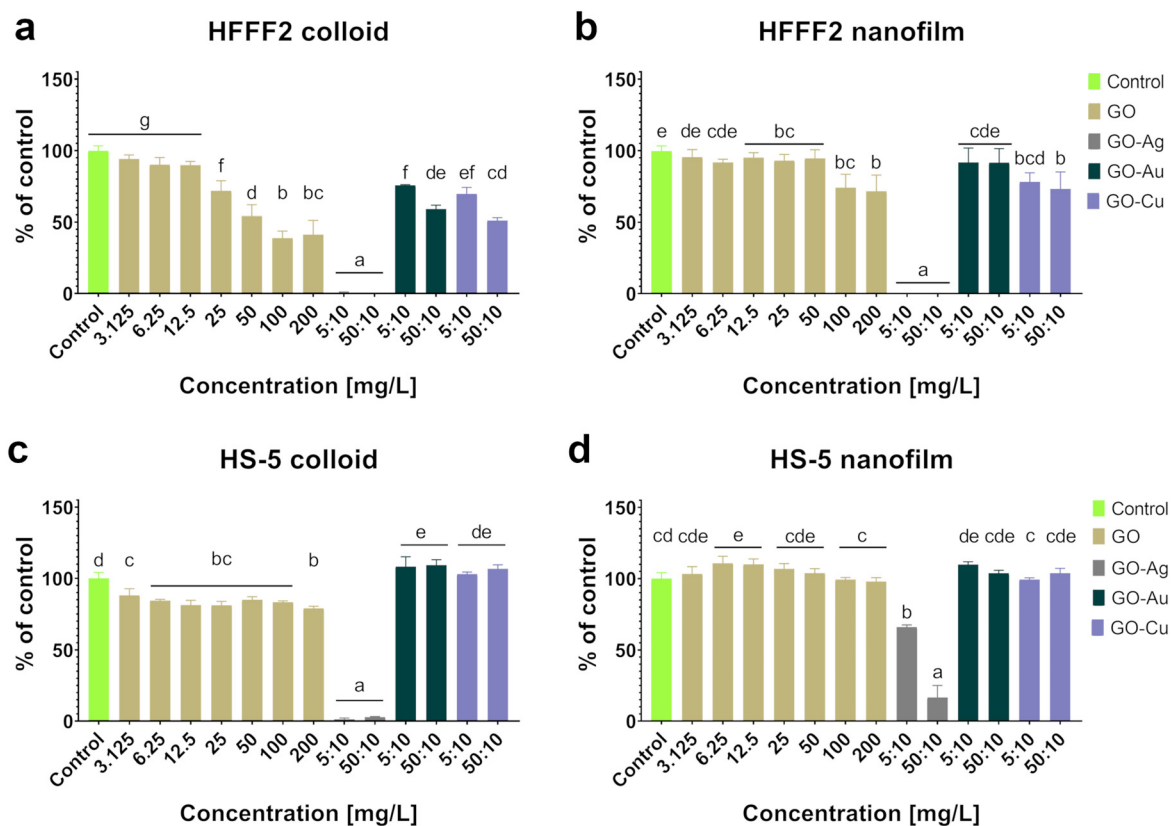 a
HFFF2 colloid
% of control
150
100
50
0
g
f
d
b
bc
a
f
de
ef
cd
Control
3.125
6.25
12.5
25
50
100
200
5:10
50:10
5:10
50:10
5:10
50:10
Concentration [mg/L]
b
HFFF2 nanofilm
% of control
150
100
50
0
e
de
cde
bc
bc
b
a
cde
bcd
b
Control
3.125
6.25
12.5
25
50
100
200
5:10
50:10
5:10
50:10
5:10
50:10
Concentration [mg/L]
Control
GO
GO-Ag
GO-Au
GO-Cu
c
HS-5 colloid
% of control
150
100
50
0
d
c
bc
b
a
e
de
Control
3.125
6.25
12.5
25
50
100
200
5:10
50:10
5:10
50:10
5:10
50:10
Concentration [mg/L]
d
HS-5 nanofilm
% of control
150
100
50
0
cd
cde
e
cde
c
b
a
de
cde
c
cde
Control
3.125
6.25
12.5
25
50
100
200
5:10
50:10
5:10
50:10
5:10
50:10
Concentration [mg/L]
Control
GO
GO-Ag
GO-Au
GO-Cu